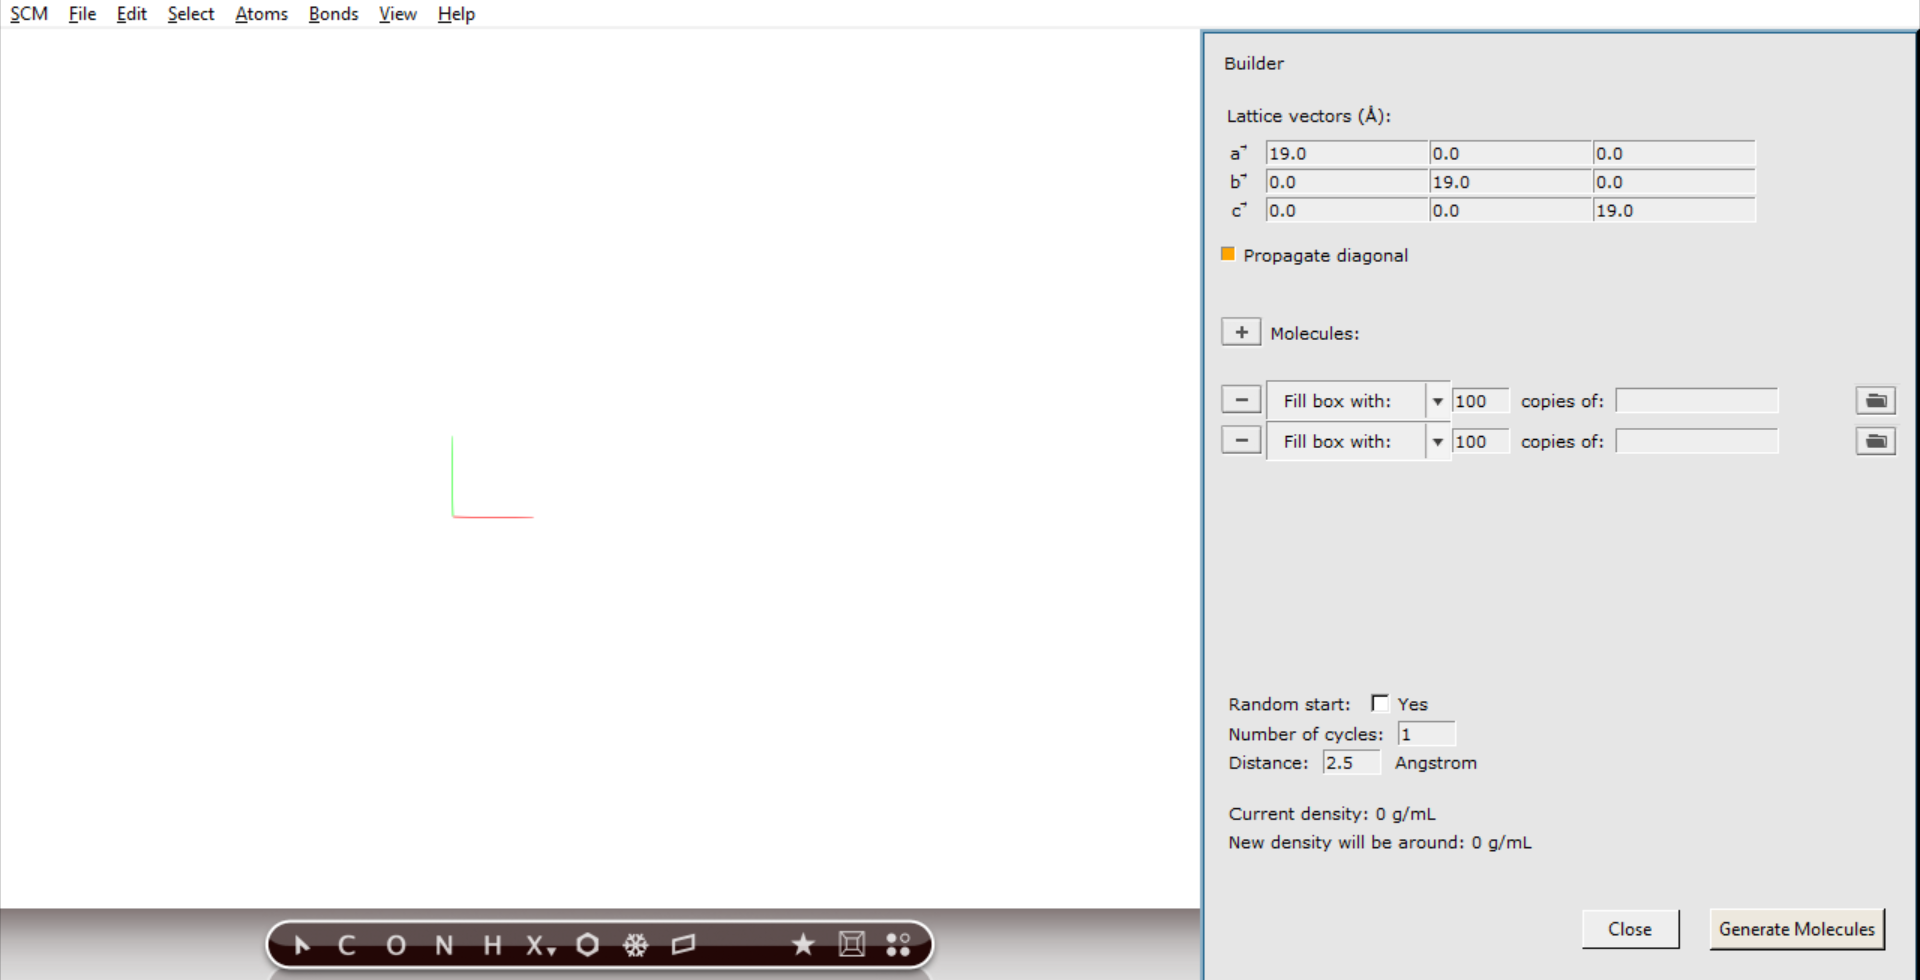 SCM File Edit Select Atoms Bonds View Help
Builder
Lattice vectors (Å):
a⃗ 19.0 0.0 0.0
b⃗ 0.0 19.0 0.0
c⃗ 0.0 0.0 19.0
Propagate diagonal
+ Molecules:
− Fill box with: 100 copies of:
− Fill box with: 100 copies of:
Random start: Yes
Number of cycles: 1
Distance: 2.5 Angstrom
Current density: 0 g/mL
New density will be around: 0 g/mL
Close Generate Molecules
C O N H X